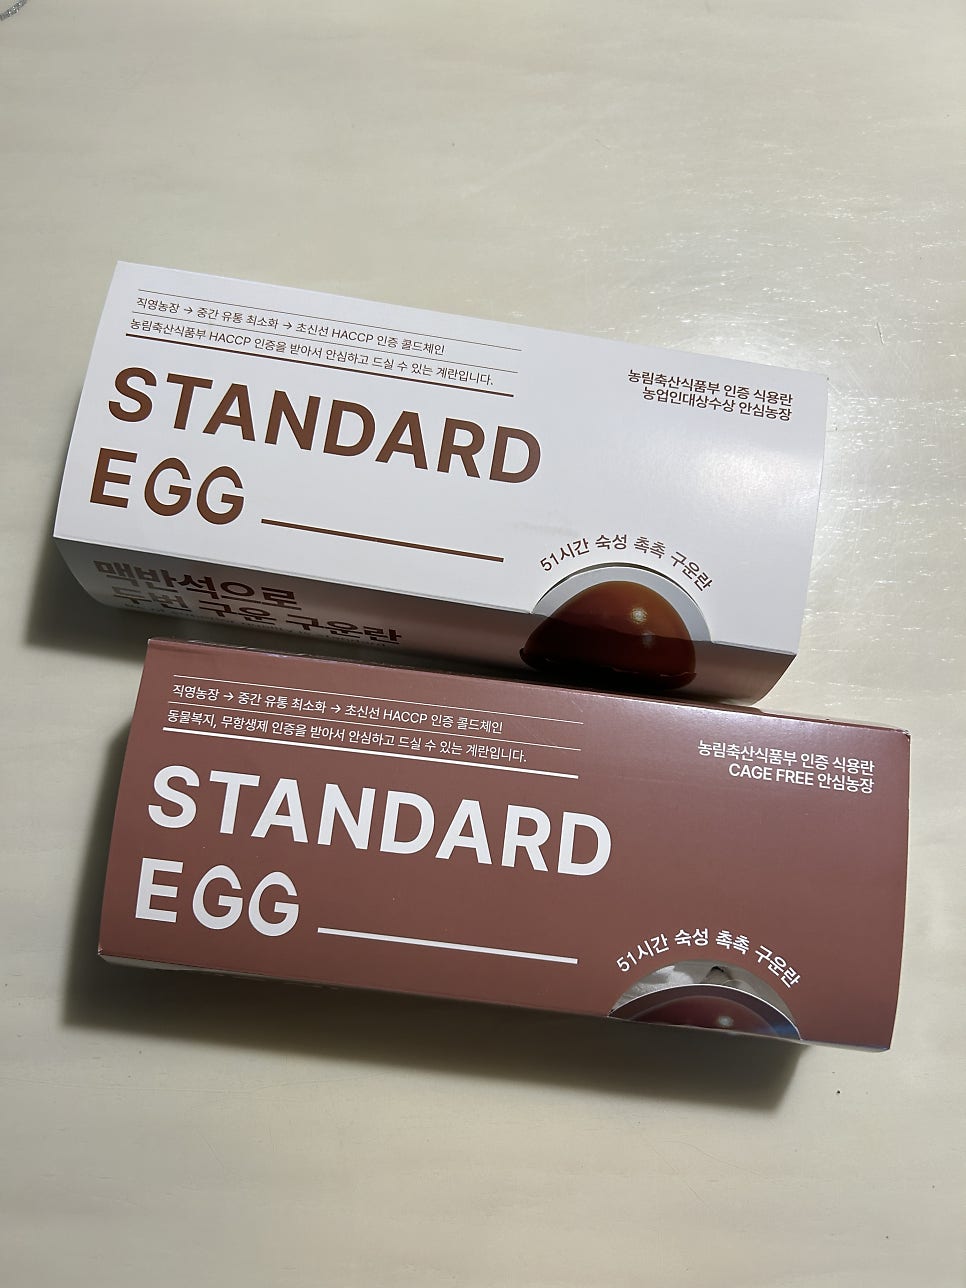 직영농장 → 중간 유통 최소화 → 초신선 HACCP 인증 콜드체인
농림축산식품부 HACCP 인증을 받아서 안심하고 드실 수 있는 계란입니다.
농림축산식품부 인증 식용란
농업인대상수상 안심농장
STANDARD
EGG
51시간 숙성 촉촉 구운란
맥반석으로
두번 구운 구운란
직영농장 → 중간 유통 최소화 → 초신선 HACCP 인증 콜드체인
동물복지, 무항생제 인증을 받아서 안심하고 드실 수 있는 계란입니다.
농림축산식품부 인증 식용란
CAGE FREE 안심농장
STANDARD
EGG
51시간 숙성 촉촉 구운란